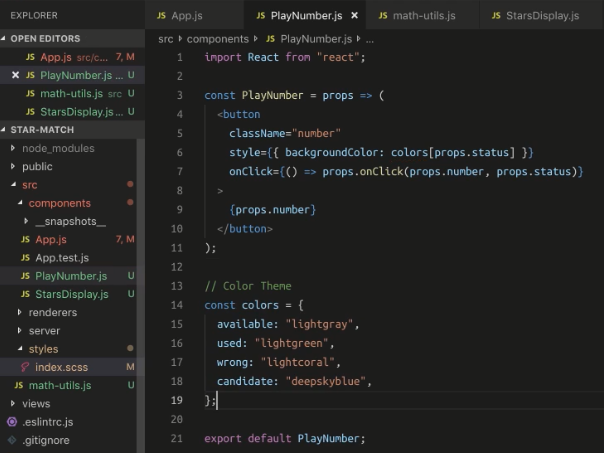 EXPLORER
OPEN EDITORS
JS App.js src/c... 7, M
JS PlayNumber.js ... U
JS math-utils.js src U
JS StarsDisplay.js ... U
STAR-MATCH
node_modules
public
src
components
__snapshots__
JS App.js 7, M
JS App.test.js
JS PlayNumber.js U
JS StarsDisplay.js U
renderers
server
styles
index.scss M
JS math-utils.js U
views
.eslintrc.js
.gitignore
JS App.js JS PlayNumber.js JS math-utils.js JS StarsDisplay.js
src components JS PlayNumber.js ...
1 import React from "react";
2
3 const PlayNumber = props => (
4 <button
5 className="number"
6 style={{ backgroundColor: colors[props.status] }}
7 onClick={() => props.onClick(props.number, props.status)}
8 >
9 {props.number}
10 </button>
11 );
12
13 // Color Theme
14 const colors = {
15 available: "lightgray",
16 used: "lightgreen",
17 wrong: "lightcoral",
18 candidate: "deepskyblue",
19 };
20
21 export default PlayNumber;